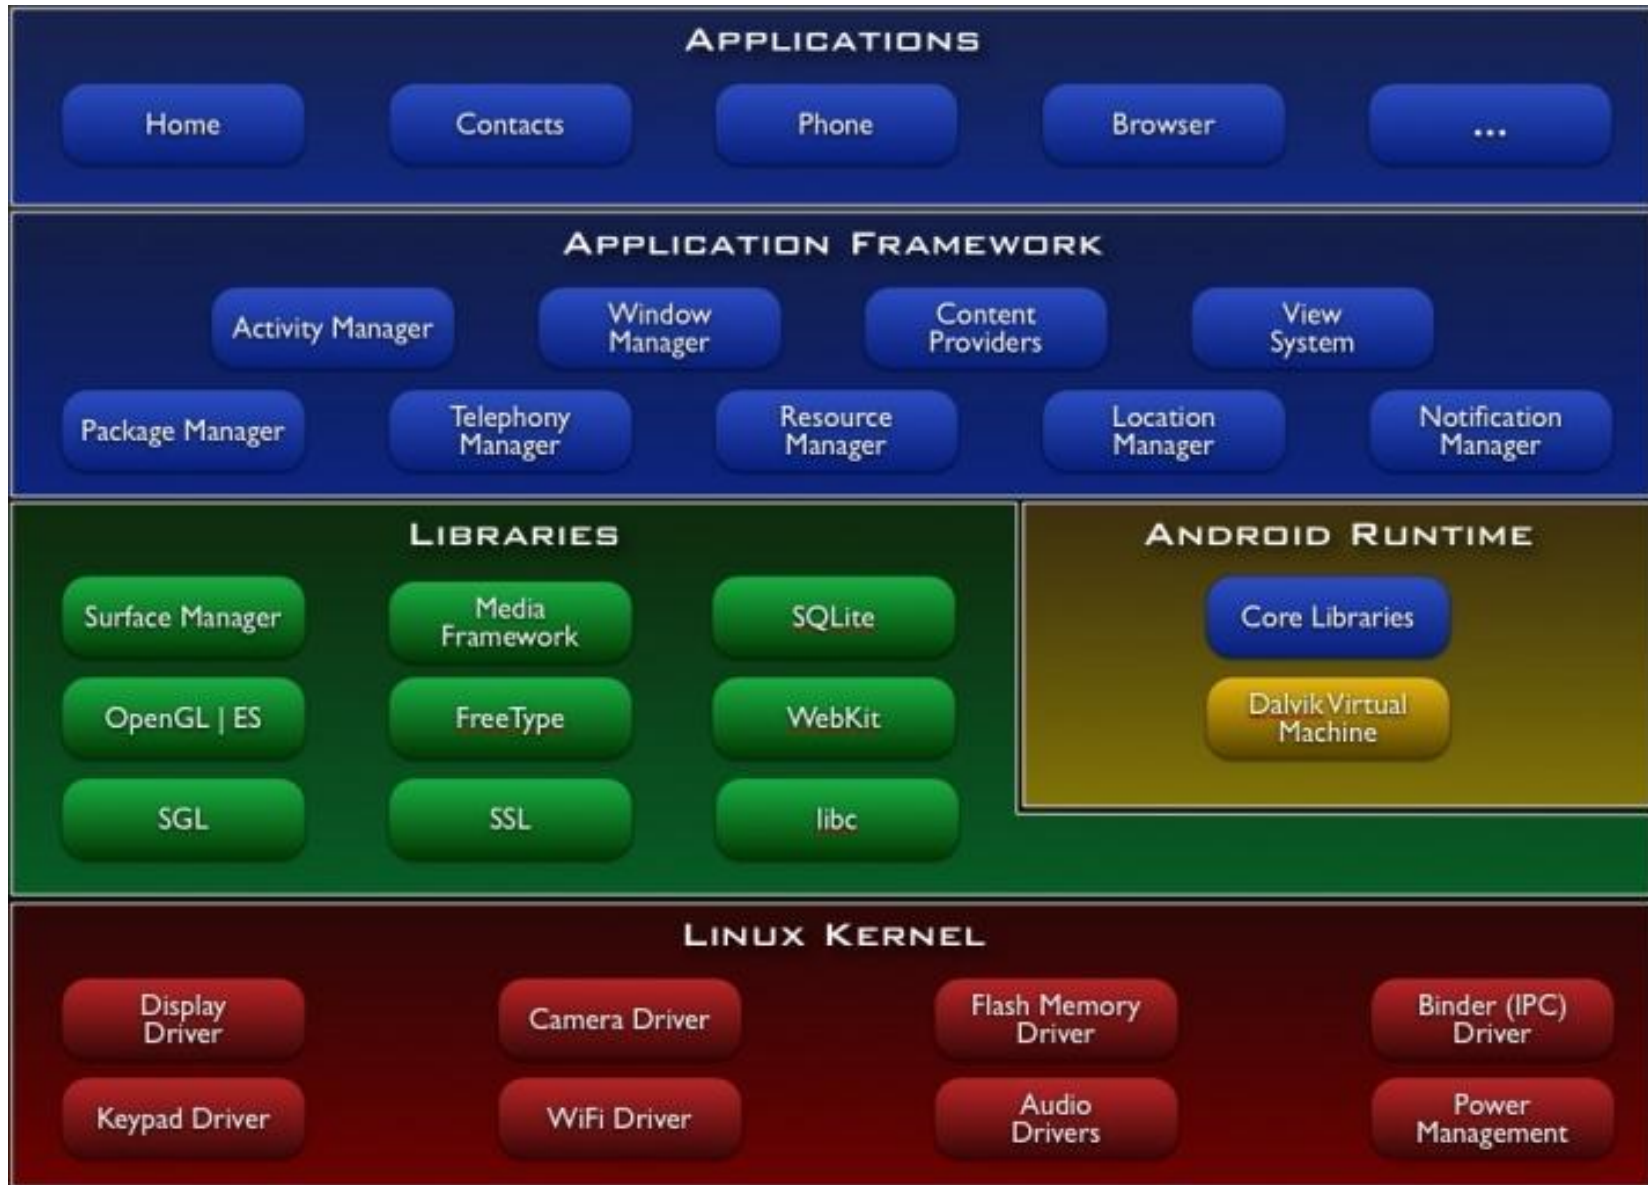 APPLICATIONS
Home
Contacts
Phone
Browser
...
APPLICATION FRAMEWORK
Activity Manager
Window
Manager
Content
Providers
View
System
Package Manager
Telephony
Manager
Resource
Manager
Location
Manager
Notification
Manager
LIBRARIES
Surface Manager
Media
Framework
SQLite
OpenGL | ES
FreeType
WebKit
SGL
SSL
libc
ANDROID RUNTIME
Core Libraries
Dalvik Virtual
Machine
LINUX KERNEL
Display
Driver
Camera Driver
Flash Memory
Driver
Binder (IPC)
Driver
Keypad Driver
WiFi Driver
Audio
Drivers
Power
Management